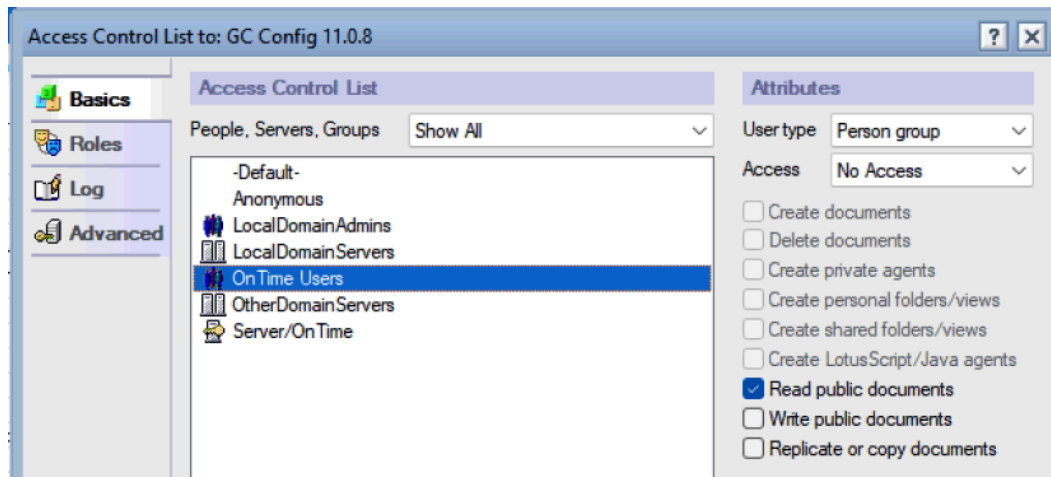 Access Control List to: GC Config 11.0.8
? X
Basics
Roles
Log
Advanced
Access Control List
People, Servers, Groups Show All
-Default-
Anonymous
LocalDomainAdmins
LocalDomainServers
OnTime Users
OtherDomainServers
Server/OnTime
Attributes
User type Person group
Access No Access
Create documents
Delete documents
Create private agents
Create personal folders/views
Create shared folders/views
Create LotusScript/Java agents
Read public documents
Write public documents
Replicate or copy documents